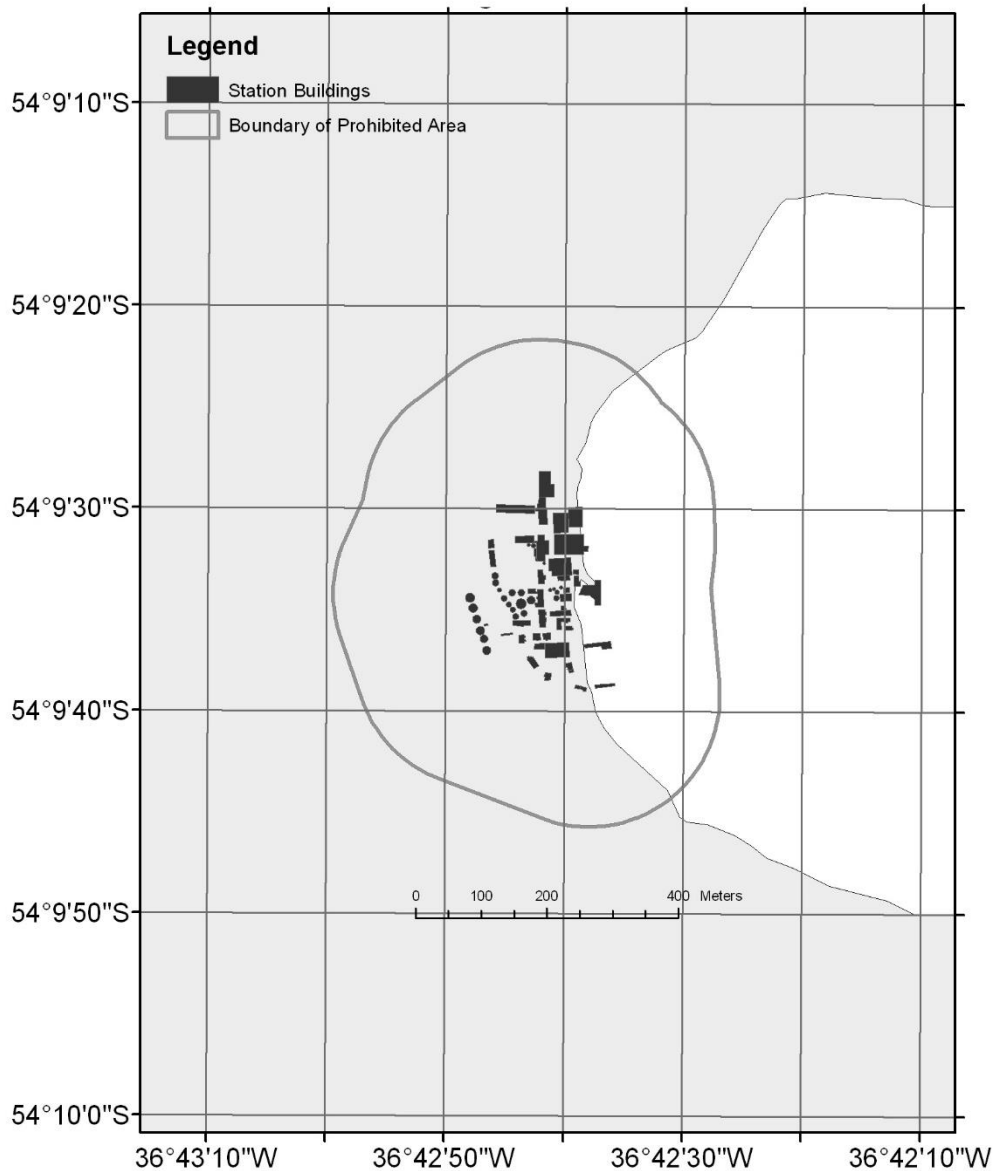 Legend
Station Buildings
Boundary of Prohibited Area
54°9'10"S
54°9'20"S
54°9'30"S
54°9'40"S
0 100 200 400 Meters
54°9'50"S
54°10'0"S
36°43'10"W 36°42'50"W 36°42'30"W 36°42'10"W